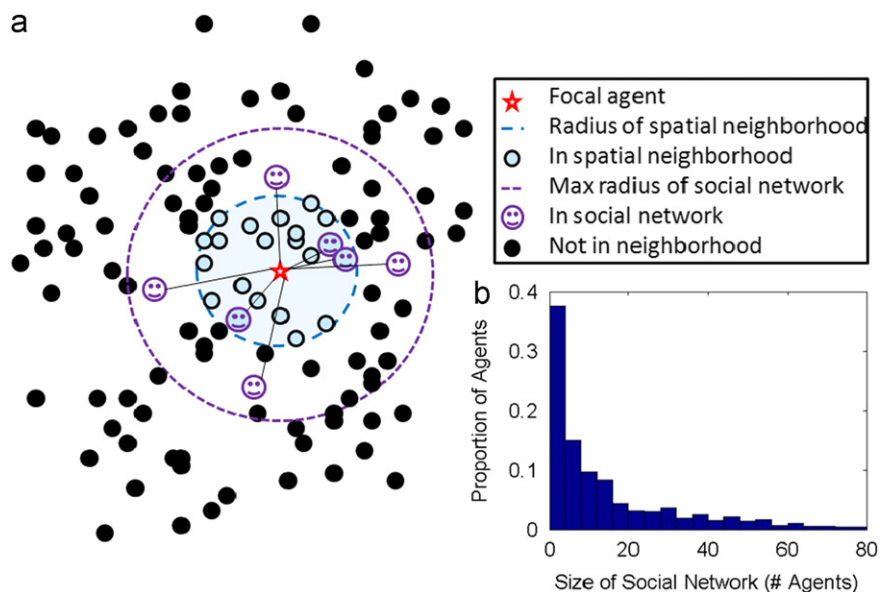 a
Focal agent
Radius of spatial neighborhood
In spatial neighborhood
Max radius of social network
In social network
Not in neighborhood
b
0.4
0.3
0.2
0.1
0
0 20 40 60 80
Proportion of Agents
Size of Social Network (# Agents)